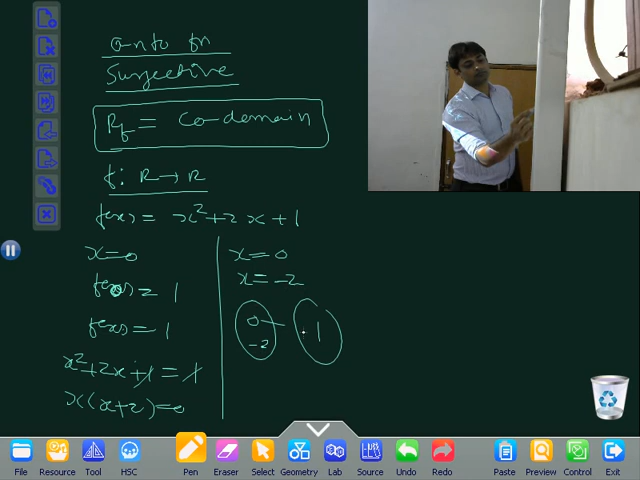 onto fn
Surjective
Rf = Co-domain
f: R → R
f(x) = x²+2x+1
x=0
f(0) = 1
f(x) = 1
x²+2x+1 = 1
x(x+2)=0
x=0
x=-2
0 1
-2
File Resource Tool HSC Pen Eraser Select Geometry Lab Source Undo Redo Paste Preview Control Exit